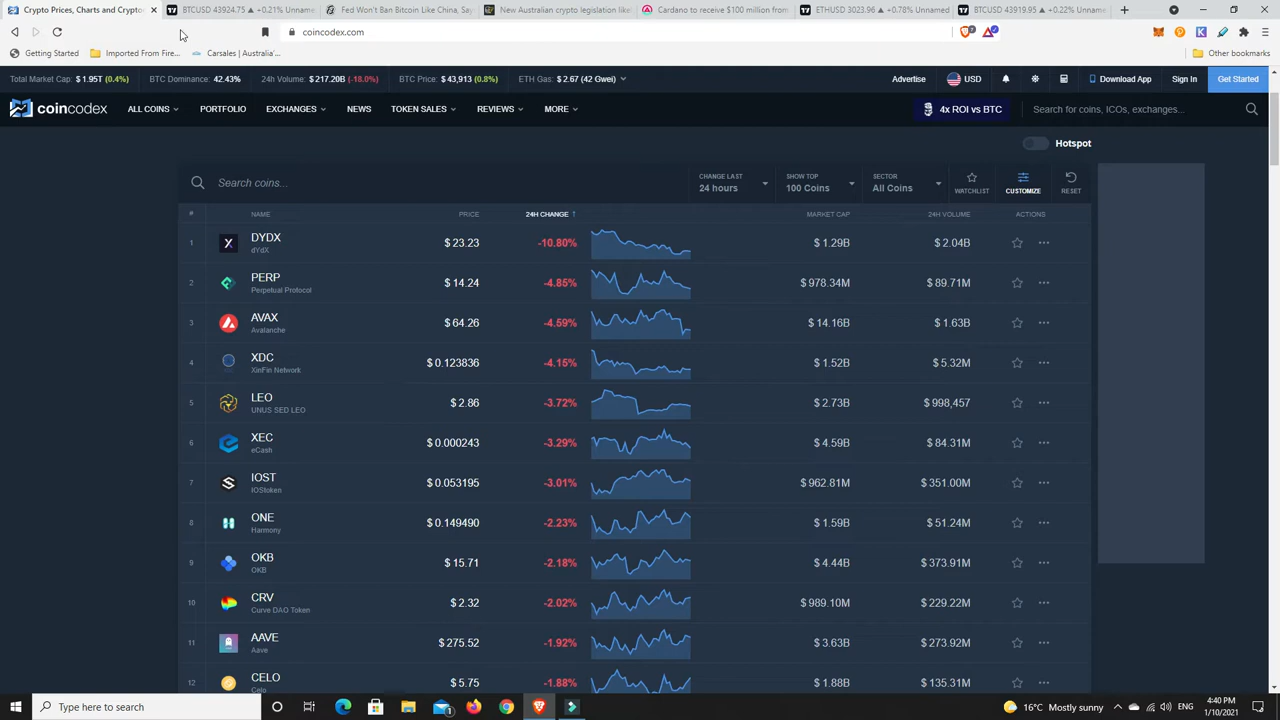 Crypto Prices, Charts and Crypto
BTCUSD 43924.75 ▲ +0.21% Unnam
Fed Won't Ban Bitcoin Like China, Say
New Australian crypto legislation likel
Cardano to receive $100 million from
ETHUSD 3023.96 ▲ +0.78% Unnamed
BTCUSD 43919.95 ▲ +0.22% Unnam
coincodex.com
Getting Started
Imported From Fire...
Carsales | Australia'...
Other bookmarks
Total Market Cap: $ 1.95T (0.4%)
BTC Dominance: 42.43%
24h Volume: $ 217.20B (-18.0%)
BTC Price: $ 43,913 (0.8%)
ETH Gas: $ 2.67 (42 Gwei)
Advertise
USD
Download App
Sign In
Get Started
coincodex
ALL COINS
PORTFOLIO
EXCHANGES
NEWS
TOKEN SALES
REVIEWS
MORE
4x ROI vs BTC
Search for coins, ICOs, exchanges...
Hotspot
Search coins...
CHANGE LAST
24 hours
SHOW TOP
100 Coins
SECTOR
All Coins
WATCHLIST
CUSTOMIZE
RESET
# NAME PRICE 24H CHANGE ↑ MARKET CAP 24H VOLUME ACTIONS
1 DYDX $ 23.23 -10.80% $ 1.29B $ 2.04B
dYdX
2 PERP $ 14.24 -4.85% $ 978.34M $ 89.71M
Perpetual Protocol
3 AVAX $ 64.26 -4.59% $ 14.16B $ 1.63B
Avalanche
4 XDC $ 0.123836 -4.15% $ 1.52B $ 5.32M
XinFin Network
5 LEO $ 2.86 -3.72% $ 2.73B $ 998,457
UNUS SED LEO
6 XEC $ 0.000243 -3.29% $ 4.59B $ 84.31M
eCash
7 IOST $ 0.053195 -3.01% $ 962.81M $ 351.00M
IOStoken
8 ONE $ 0.149490 -2.23% $ 1.59B $ 51.24M
Harmony
9 OKB $ 15.71 -2.18% $ 4.44B $ 373.91M
OKB
10 CRV $ 2.32 -2.02% $ 989.10M $ 229.22M
Curve DAO Token
11 AAVE $ 275.52 -1.92% $ 3.63B $ 273.92M
Aave
12 CELO $ 5.75 -1.88% $ 1.88B $ 135.31M
Celo
Type here to search
16°C Mostly sunny
ENG
4:40 PM
1/10/2021